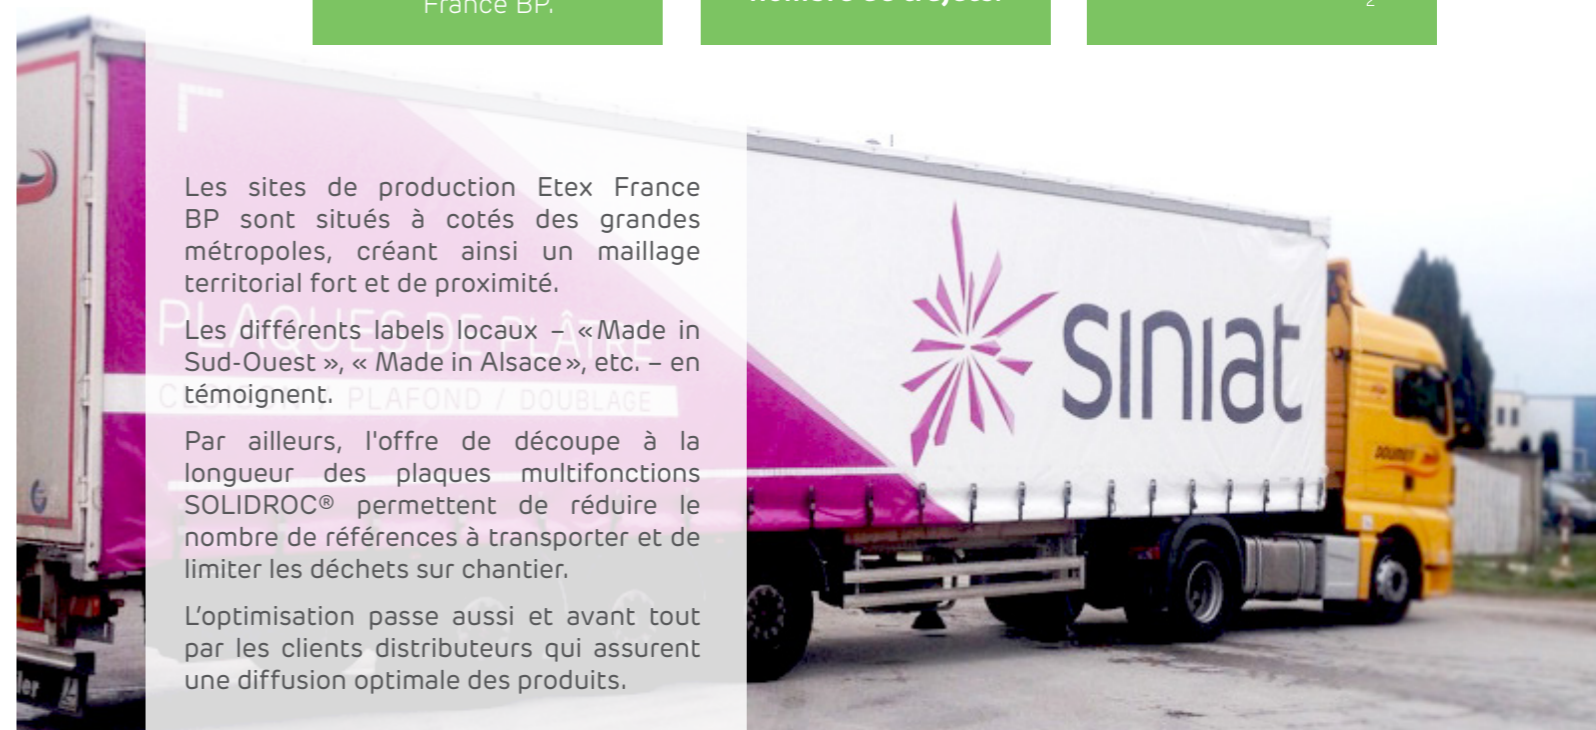 France BP.
2
Les sites de production Etex France
BP sont situés à cotés des grandes
métropoles, créant ainsi un maillage
territorial fort et de proximité.
Les différents labels locaux – «Made in
Sud-Ouest », « Made in Alsace», etc. – en
témoignent.
Par ailleurs, l'offre de découpe à la
longueur des plaques multifonctions
SOLIDROC® permettent de réduire le
nombre de références à transporter et de
limiter les déchets sur chantier.
L’optimisation passe aussi et avant tout
par les clients distributeurs qui assurent
une diffusion optimale des produits.
PLAQUES DE PLÂTRE
CLOISON / PLAFOND / DOUBLAGE
sınıat